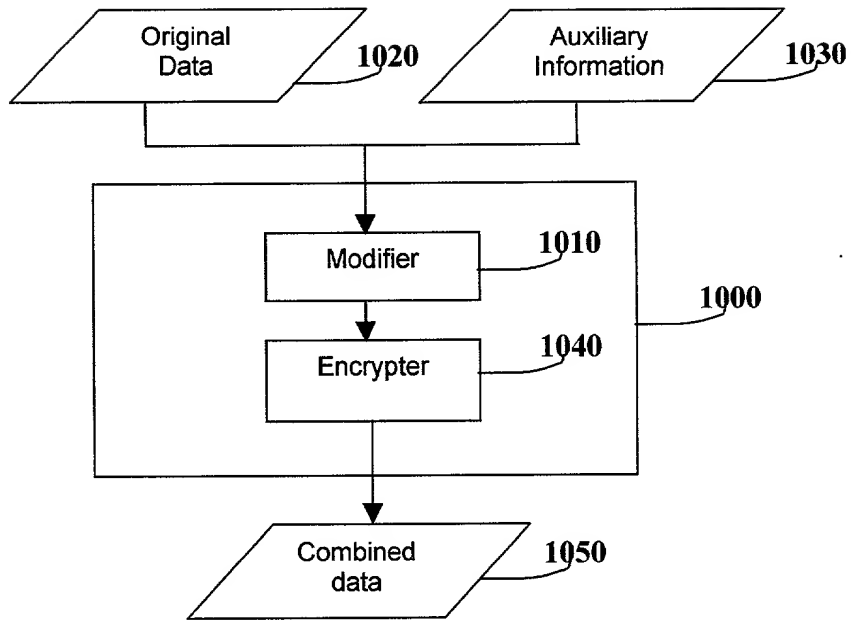 Original
Data
1020
Auxiliary
Information
1030
Modifier
1010
1000
Encrypter
1040
Combined
data
1050